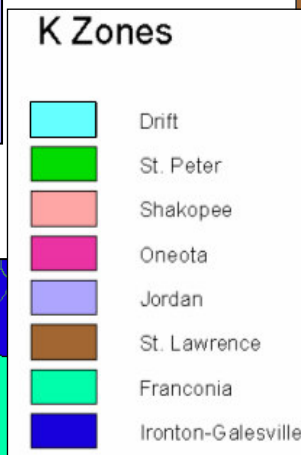 K Zones
Drift
St. Peter
Shakopee
Oneota
Jordan
St. Lawrence
Franconia
Ironton-Galesville